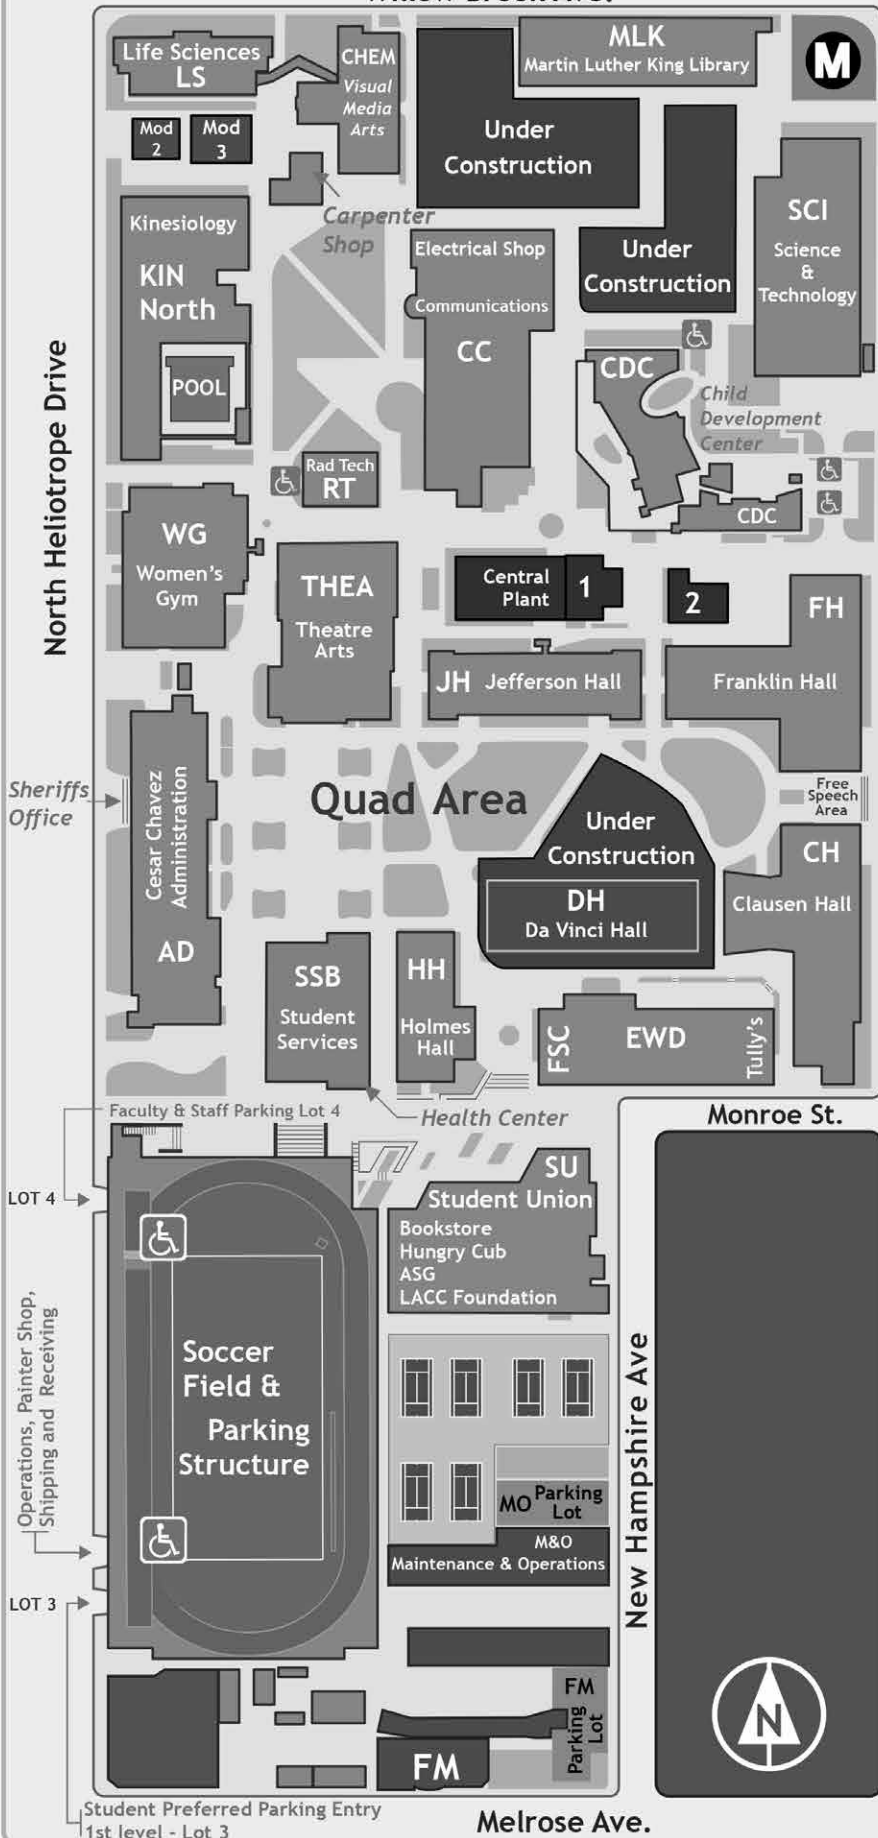 Life Sciences
LS
CHEM
Visual
Media
Arts
MLK
Martin Luther King Library
M
Mod
2
Mod
3
Under
Construction
Carpenter
Shop
Kinesiology
KIN
North
POOL
Electrical Shop
Communications
CC
Under
Construction
SCI
Science
&
Technology
CDC
Child
Development
Center
CDC
North Heliotrope Drive
Rad Tech
RT
WG
Women's
Gym
THEA
Theatre
Arts
Central
Plant
1
2
FH
Franklin Hall
JH Jefferson Hall
Sheriffs
Office
Cesar Chavez
Administration
AD
Quad Area
Free
Speech
Area
Under
Construction
DH
Da Vinci Hall
CH
Clausen Hall
SSB
Student
Services
HH
Holmes
Hall
FSC
EWD
Tully's
Faculty & Staff Parking Lot 4
Health Center
Monroe St.
LOT 4
SU
Student Union
Bookstore
Hungry Cub
ASG
LACC Foundation
Operations, Painter Shop,
Shipping and Receiving
Soccer
Field &
Parking
Structure
MO Parking
Lot
M&O
Maintenance & Operations
New Hampshire Ave
LOT 3
FM
Parking
Lot
FM
N
Student Preferred Parking Entry
1st level - Lot 3
Melrose Ave.